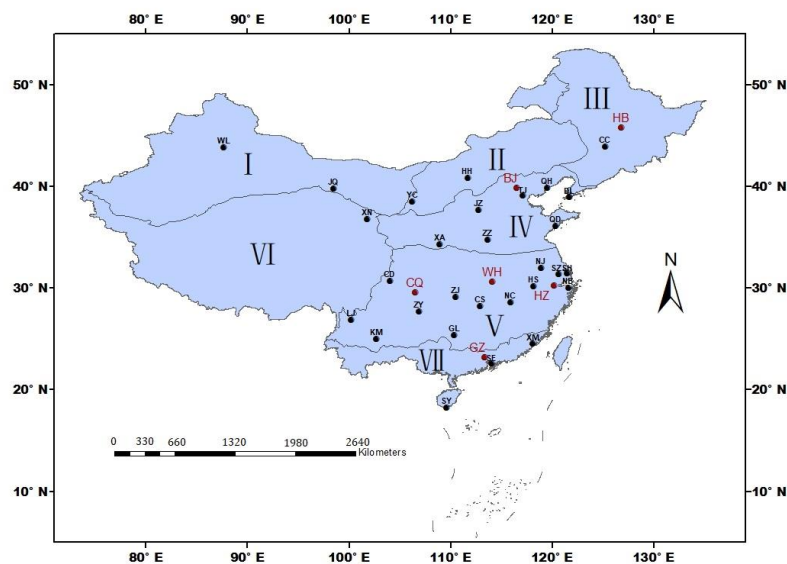 80° E 100° E 110° E 120° E 130° E
50° N 50° N
III
HB
CC
WL
I
II
HH
BJ
40° N 40° N
JQ
YC
TJ
QH
DL
XN
JZ
QD
IV
XA
ZZ
VI
NJ
SZ
SH
CD
CQ
WH
HS
HZ
NB
30° N 30° N
ZJ
CS
NC
ZY
LJ
V
KM
GL
XM
GZ
VII
20° N 20° N
SY
N
0 330 660 1320 1980 2640
Kilometers
10° N 10° N
80° E 100° E 110° E 120° E 130° E